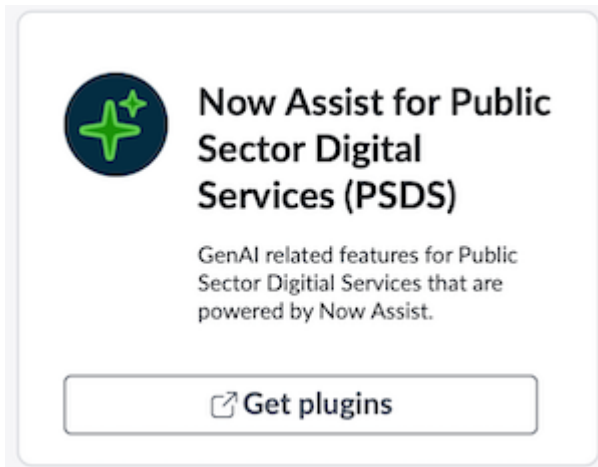 Now Assist for Public
Sector Digital
Services (PSDS)
GenAI related features for Public
Sector Digitial Services that are
powered by Now Assist.
Get plugins